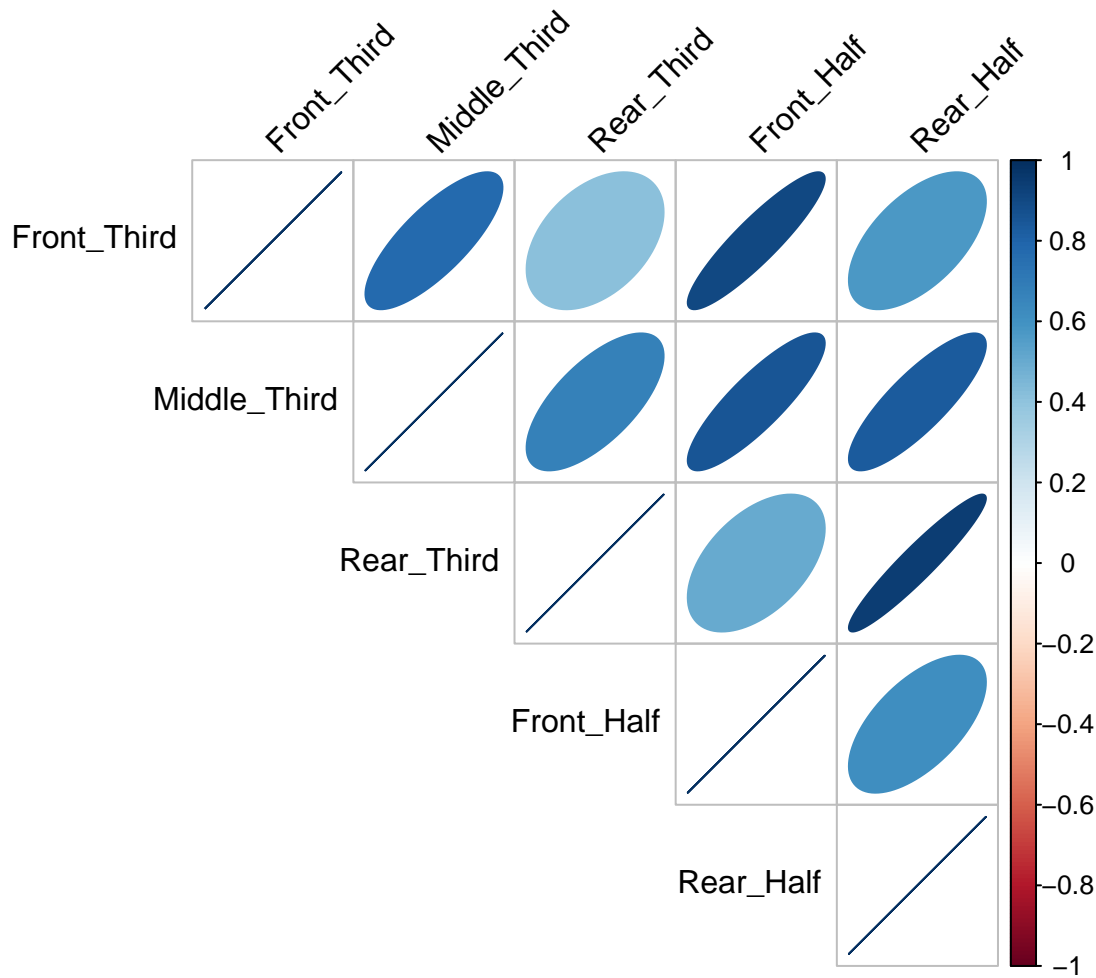 Front_Third
Middle_Third
Rear_Third
Front_Half
Rear_Half
Front_Third
Middle_Third
Rear_Third
Front_Half
Rear_Half
1
0.8
0.6
0.4
0.2
0
−0.2
−0.4
−0.6
−0.8
−1